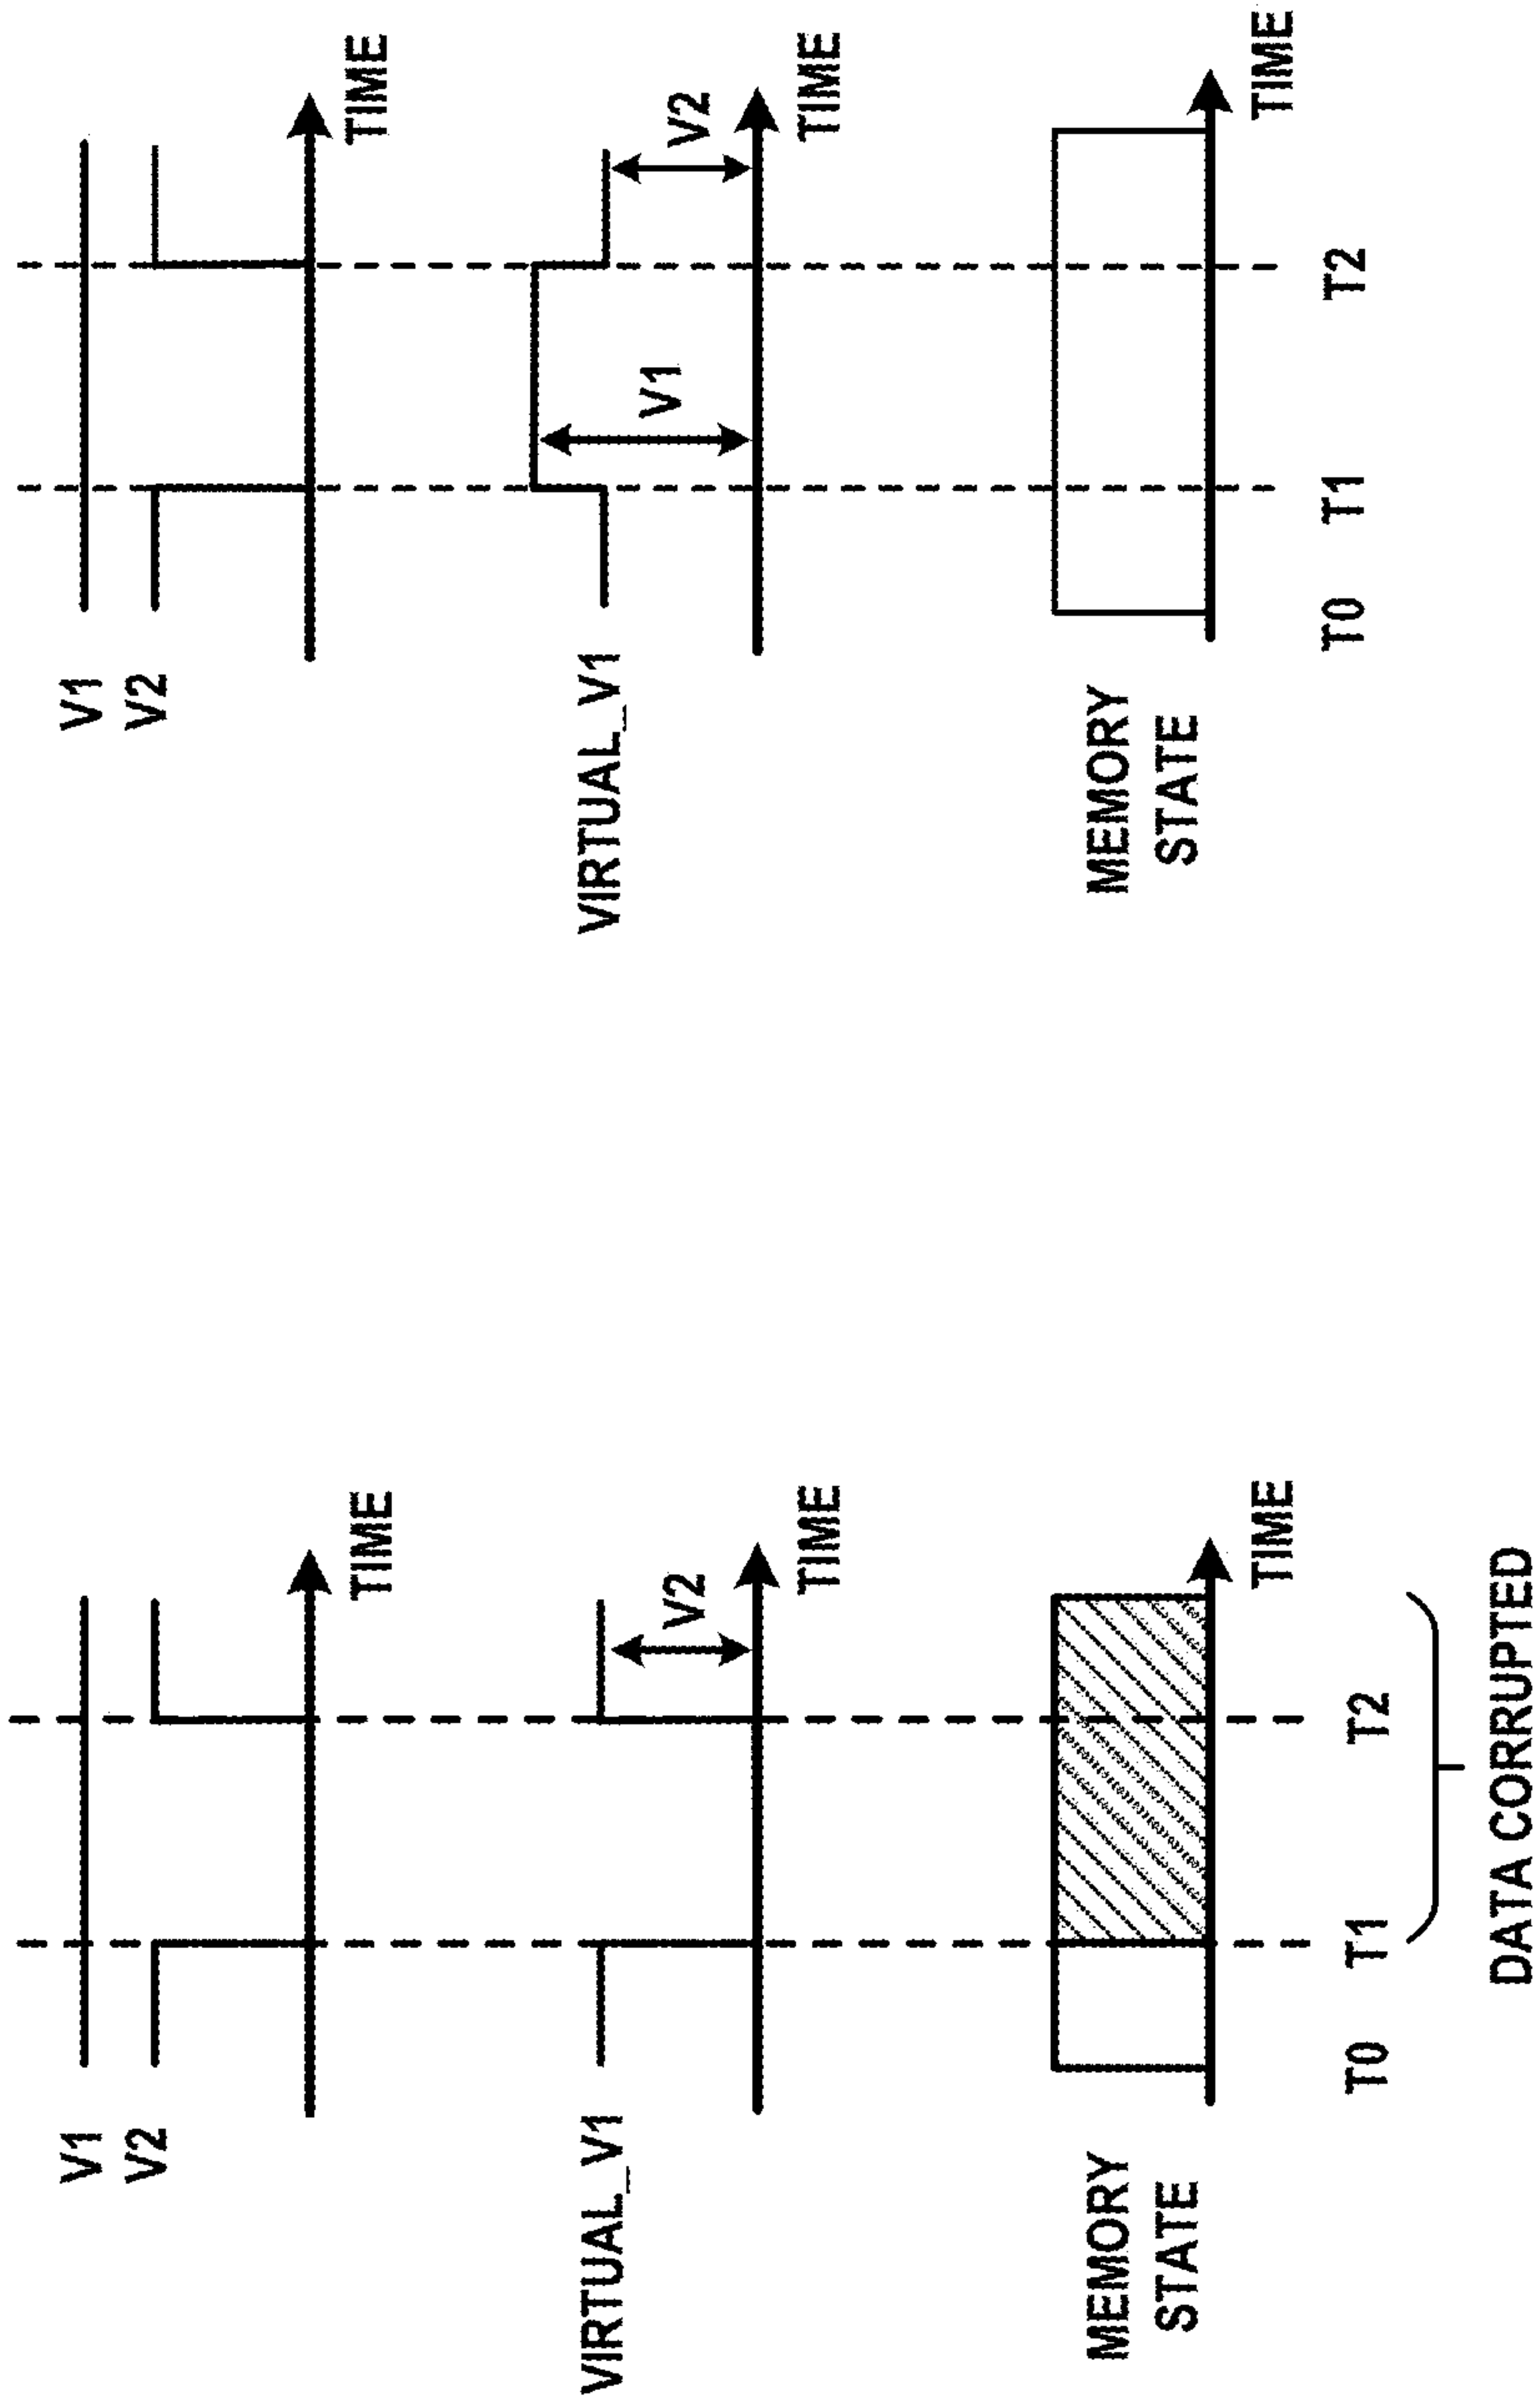 V1
V2
TIME
VIRTUAL_V1
V2
TIME
MEMORY
STATE
TIME
T0 T1 T2
DATA CORRUPTED
V1
V2
TIME
VIRTUAL_V1
V1
V2
TIME
MEMORY
STATE
TIME
T0 T1 T2